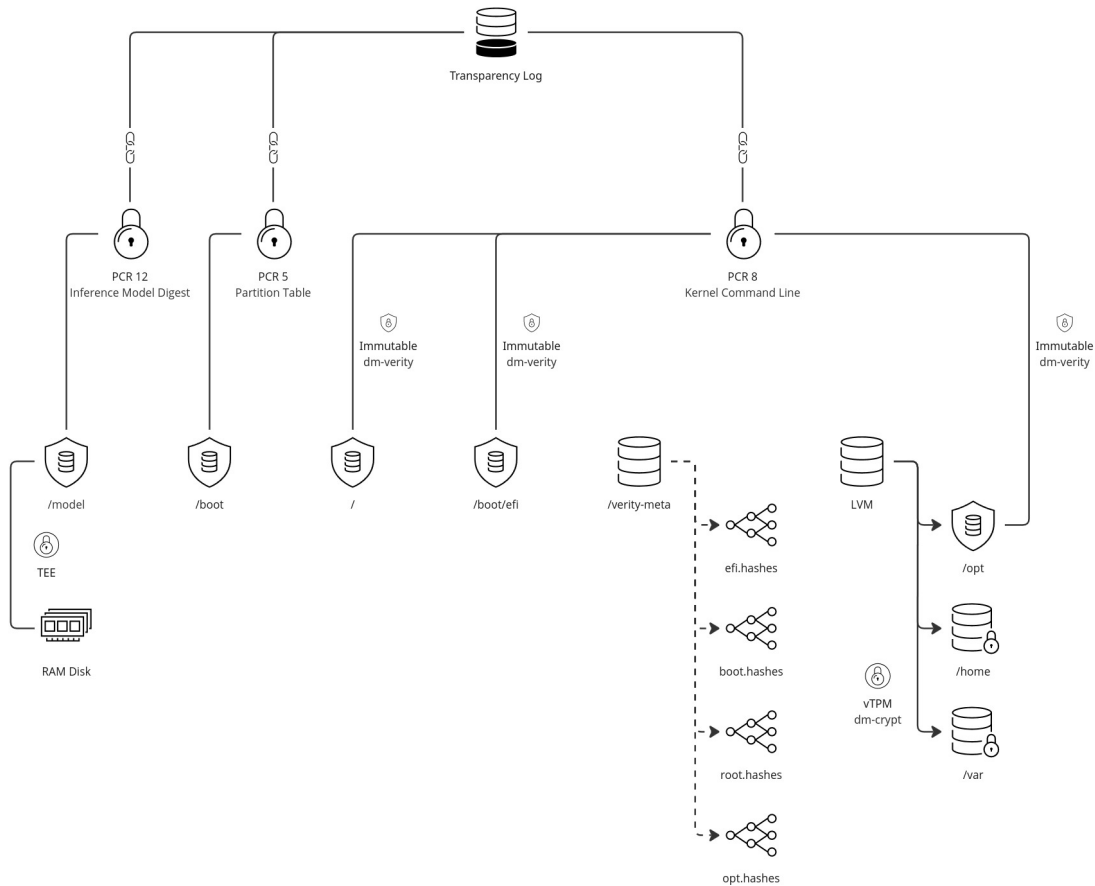 Transparency Log
PCR 12
Inference Model Digest
PCR 5
Partition Table
PCR 8
Kernel Command Line
Immutable
dm-verity
Immutable
dm-verity
Immutable
dm-verity
/model
/boot
/
/boot/efi
/verity-meta
LVM
TEE
efi.hashes
/opt
RAM Disk
boot.hashes
/home
vTPM
dm-crypt
root.hashes
/var
opt.hashes